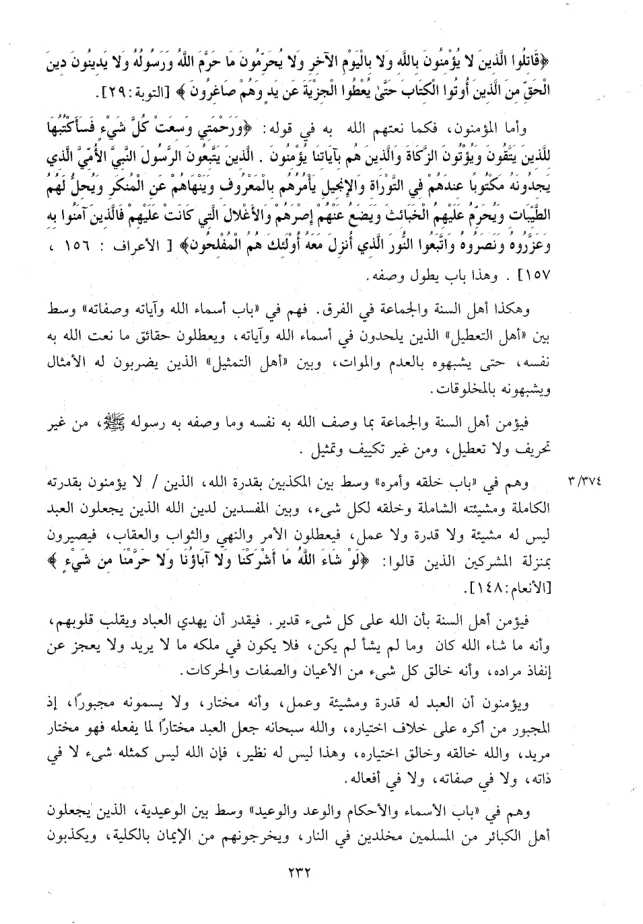 ﴿قَاتِلُوا الَّذِينَ لا يُؤْمِنُونَ بِاللَّهِ وَلا بِالْيَوْمِ الآخِرِ وَلا يُحَرِّمُونَ مَا حَرَّمَ اللَّهُ وَرَسُولُهُ وَلا يَدِينُونَ دِينَ
الْحَقِّ مِنَ الَّذِينَ أُوتُوا الْكِتَابَ حَتَّىٰ يُعْطُوا الْجِزْيَةَ عَن يَدٍ وَهُمْ صَاغِرُونَ ﴾ [التوبة:٢٩].
وأما المؤمنون، فكما نعتهم الله به في قوله: ﴿وَرَحْمَتِي وَسِعَتْ كُلَّ شَيْءٍ فَسَأَكْتُبُهَا
لِلَّذِينَ يَتَّقُونَ وَيُؤْتُونَ الزَّكَاةَ وَالَّذِينَ هُم بِآيَاتِنَا يُؤْمِنُونَ . الَّذِينَ يَتَّبِعُونَ الرَّسُولَ النَّبِيَّ الأُمِّيَّ الَّذِي
يَجِدُونَهُ مَكْتُوبًا عِندَهُمْ فِي التَّوْرَاةِ وَالإِنجِيلِ يَأْمُرُهُم بِالْمَعْرُوفِ وَيَنْهَاهُمْ عَنِ الْمُنكَرِ وَيُحِلُّ لَهُمُ
الطَّيِّبَاتِ وَيُحَرِّمُ عَلَيْهِمُ الْخَبَائِثَ وَيَضَعُ عَنْهُمْ إِصْرَهُمْ وَالأَغْلالَ الَّتِي كَانَتْ عَلَيْهِمْ فَالَّذِينَ آمَنُوا بِهِ
وَعَزَّرُوهُ وَنَصَرُوهُ وَاتَّبَعُوا النُّورَ الَّذِي أُنزِلَ مَعَهُ أُولَئِكَ هُمُ الْمُفْلِحُونَ﴾ [ الأعراف : ١٥٦ ،
١٥٧] . وهذا باب يطول وصفه.
وهكذا أهل السنة والجماعة في الفرق. فهم في «باب أسماء الله وآياته وصفاته» وسط
بين «أهل التعطيل» الذين يلحدون في أسماء الله وآياته، ويعطلون حقائق ما نعت الله به
نفسه، حتى يشبهوه بالعدم والموات، وبين «أهل التمثيل» الذين يضربون له الأمثال
ويشبهونه بالمخلوقات.
فيؤمن أهل السنة والجماعة بما وصف الله به نفسه وما وصفه به رسوله ﷺ، من غير
تحريف ولا تعطيل، ومن غير تكييف وتمثيل .
وهم في «باب خلقه وأمره» وسط بين المكذبين بقدرة الله، الذين / لا يؤمنون بقدرته ٣/٣٧٤
الكاملة ومشيئته الشاملة وخلقه لكل شىء، وبين المفسدين لدين الله الذين يجعلون العبد
ليس له مشيئة ولا قدرة ولا عمل، فيعطلون الأمر والنهي والثواب والعقاب، فيصيرون
بمنزلة المشركين الذين قالوا: ﴿لَوْ شَاءَ اللَّهُ مَا أَشْرَكْنَا وَلا آبَاؤُنَا وَلا حَرَّمْنَا مِن شَيْءٍ ﴾
[الأنعام:١٤٨].
فيؤمن أهل السنة بأن الله على كل شىء قدير. فيقدر أن يهدي العباد ويقلب قلوبهم،
وأنه ما شاء الله كان وما لم يشأ لم يكن، فلا يكون في ملكه ما لا يريد ولا يعجز عن
إنفاذ مراده، وأنه خالق كل شىء من الأعيان والصفات والحركات.
ويؤمنون أن العبد له قدرة ومشيئة وعمل، وأنه مختار، ولا يسمونه مجبورًا، إذ
المجبور من أكره على خلاف اختياره، والله سبحانه جعل العبد مختارًا لما يفعله فهو مختار
مريد، والله خالقه وخالق اختياره، وهذا ليس له نظير، فإن الله ليس كمثله شىء لا في
ذاته، ولا في صفاته، ولا في أفعاله.
وهم في «باب الأسماء والأحكام والوعد والوعيد» وسط بين الوعيدية، الذين يجعلون
أهل الكبائر من المسلمين مخلدين في النار، ويخرجونهم من الإيمان بالكلية، ويكذبون
٢٣٢